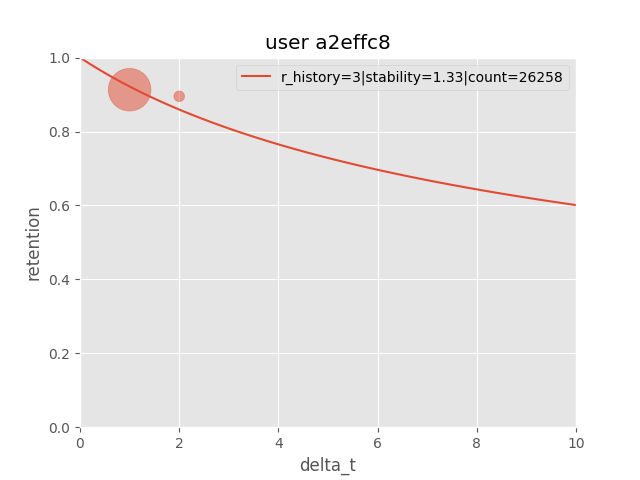 user a2effc8
r_history=3|stability=1.33|count=26258
1.0
0.8
0.6
0.4
0.2
0.0
retention
0 2 4 6 8 10
delta_t